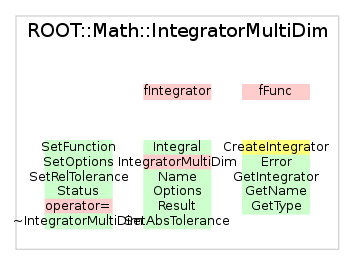 ROOT::Math::IntegratorMultiDim
fIntegrator fFunc
SetFunction Integral CreateIntegrator
SetOptions IntegratorMultiDim Error
SetRelTolerance Name GetIntegrator
Status Options GetName
operator= Result GetType
~IntegratorMultiDim SetAbsTolerance